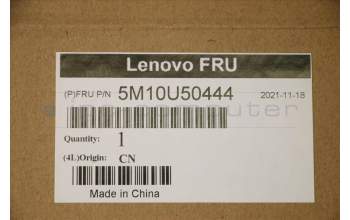 Lenovo FRU
(P)FRU P/N 5M10U50444 2021-11-18
Quantity: 1
(4L)Origin: CN
Made in China